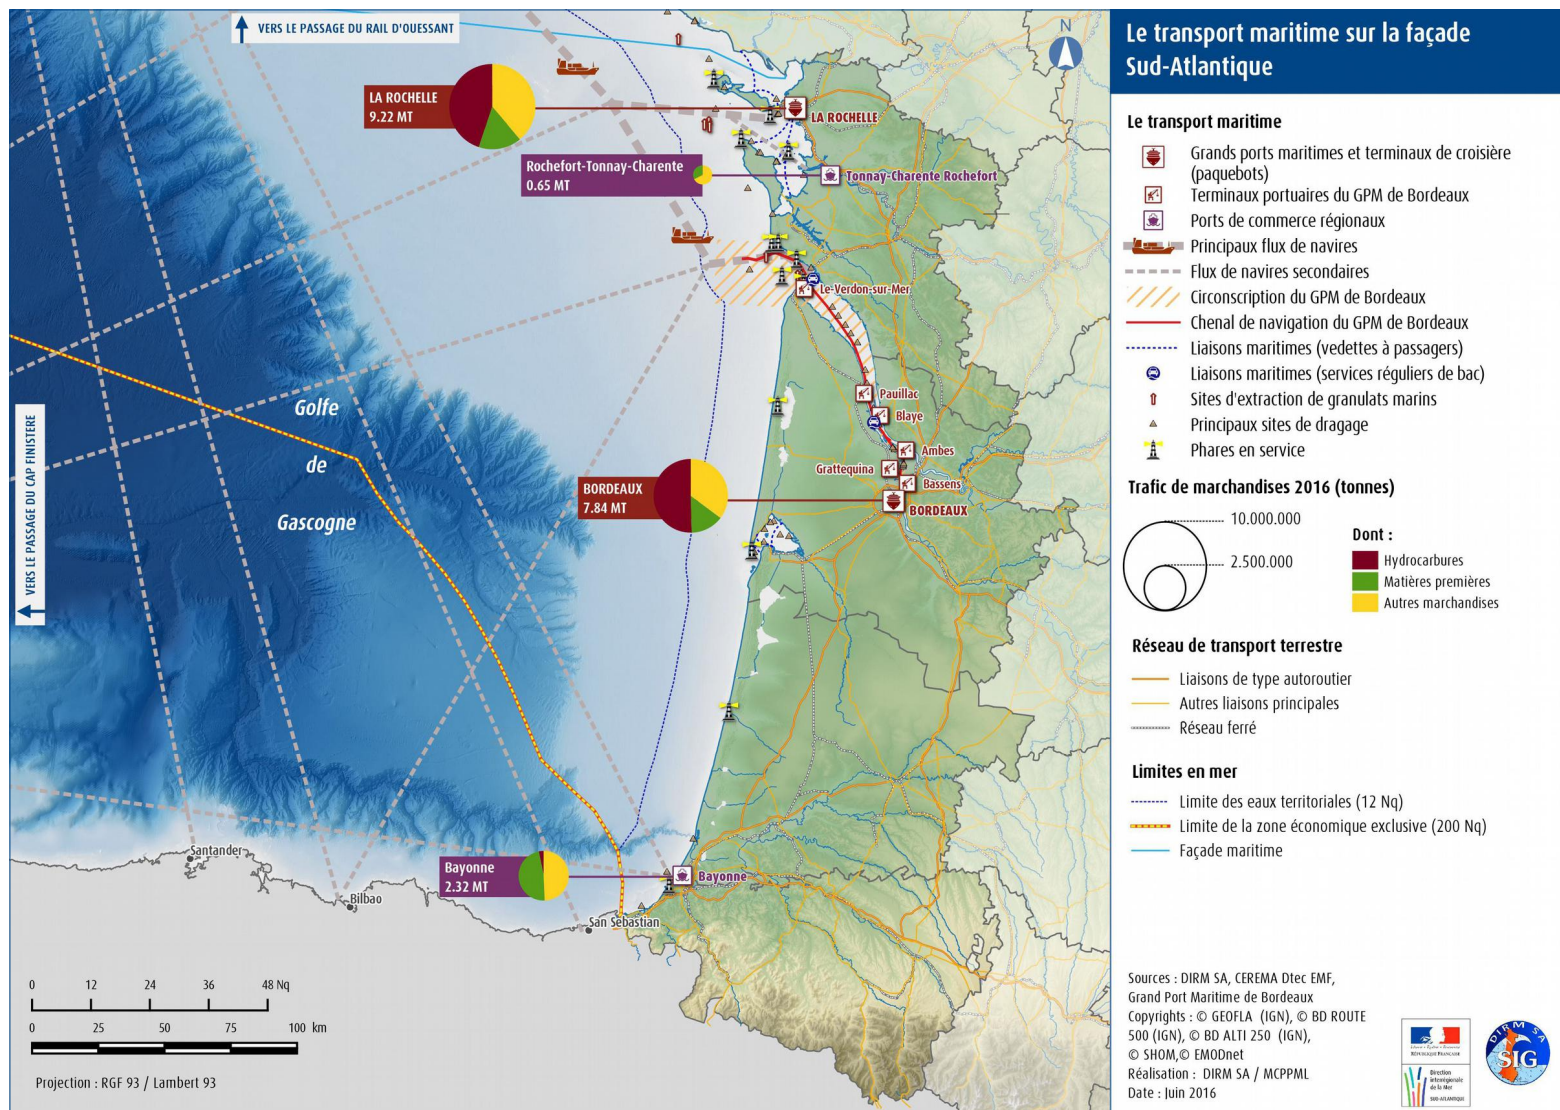 VERS LE PASSAGE DU RAIL D'OUESSANT
N
LA ROCHELLE
9.22 MT
LA ROCHELLE
Rochefort-Tonnay-Charente
0.65 MT
Tonnay-Charente Rochefort
Le-Verdon-sur-Mer
Pauillac
Blaye
Ambes
Grattequina
Bassens
BORDEAUX
7.84 MT
BORDEAUX
Golfe
de
Gascogne
VERS LE PASSAGE DU CAP FINISTERE
Santander
Bilbao
San Sebastian
Bayonne
2.32 MT
Bayonne
0 12 24 36 48 Nq
0 25 50 75 100 km
Projection : RGF 93 / Lambert 93
Le transport maritime sur la façade
Sud-Atlantique
Le transport maritime
Grands ports maritimes et terminaux de croisière
(paquebots)
Terminaux portuaires du GPM de Bordeaux
Ports de commerce régionaux
Principaux flux de navires
Flux de navires secondaires
Circonscription du GPM de Bordeaux
Chenal de navigation du GPM de Bordeaux
Liaisons maritimes (vedettes à passagers)
Liaisons maritimes (services réguliers de bac)
Sites d'extraction de granulats marins
Principaux sites de dragage
Phares en service
Trafic de marchandises 2016 (tonnes)
10.000.000
2.500.000
Dont :
Hydrocarbures
Matières premières
Autres marchandises
Réseau de transport terrestre
Liaisons de type autoroutier
Autres liaisons principales
Réseau ferré
Limites en mer
Limite des eaux territoriales (12 Nq)
Limite de la zone économique exclusive (200 Nq)
Façade maritime
Sources : DIRM SA, CEREMA Dtec EMF,
Grand Port Maritime de Bordeaux
Copyrights : © GEOFLA (IGN), © BD ROUTE
500 (IGN), © BD ALTI 250 (IGN),
© SHOM,© EMODnet
Réalisation : DIRM SA / MCPPML
Date : Juin 2016
RÉPUBLIQUE FRANÇAISE
Direction
interrégionale
de la Mer
SUD-ATLANTIQUE
DIRM SA
SIG